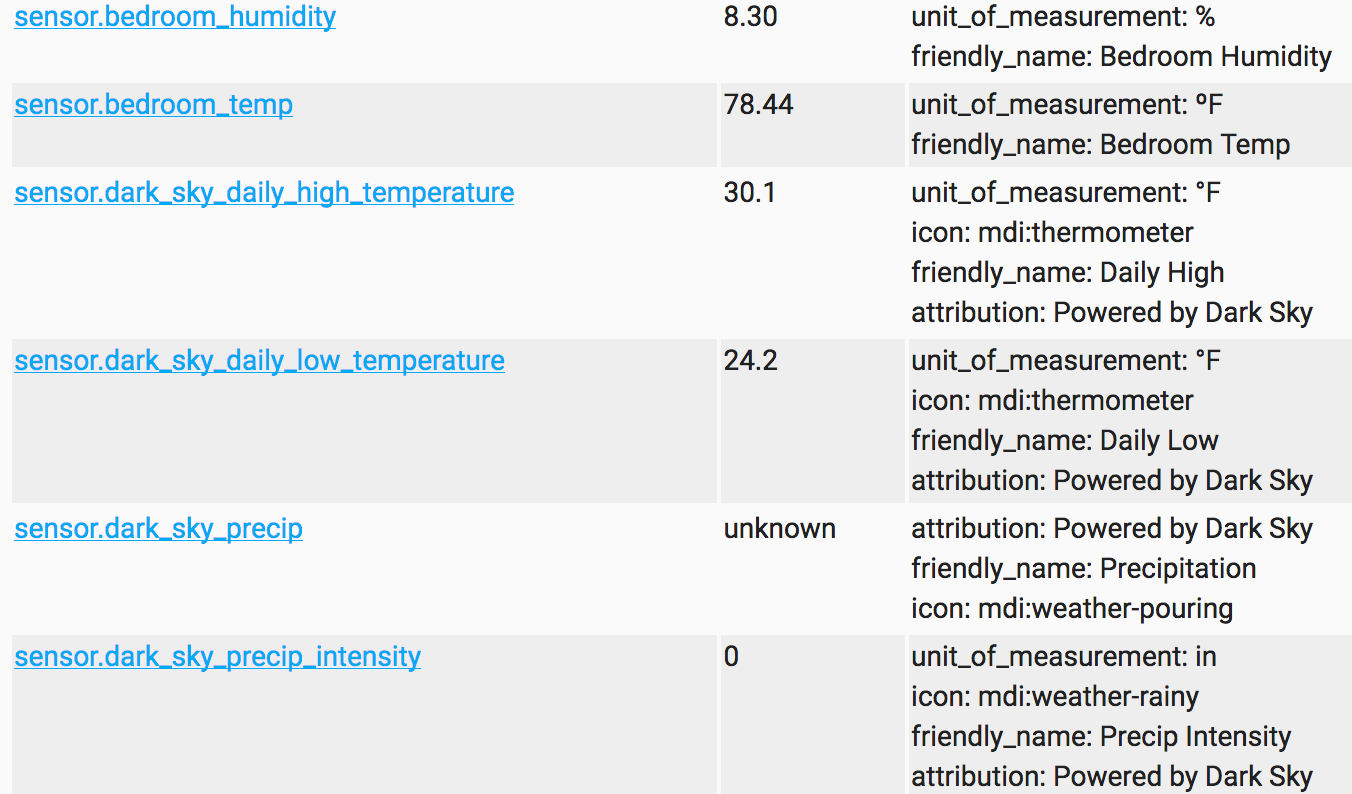 sensor.bedroom_humidity 8.30 unit_of_measurement: %
friendly_name: Bedroom Humidity
sensor.bedroom_temp 78.44 unit_of_measurement: ºF
friendly_name: Bedroom Temp
sensor.dark_sky_daily_high_temperature 30.1 unit_of_measurement: °F
icon: mdi:thermometer
friendly_name: Daily High
attribution: Powered by Dark Sky
sensor.dark_sky_daily_low_temperature 24.2 unit_of_measurement: °F
icon: mdi:thermometer
friendly_name: Daily Low
attribution: Powered by Dark Sky
sensor.dark_sky_precip unknown attribution: Powered by Dark Sky
friendly_name: Precipitation
icon: mdi:weather-pouring
sensor.dark_sky_precip_intensity 0 unit_of_measurement: in
icon: mdi:weather-rainy
friendly_name: Precip Intensity
attribution: Powered by Dark Sky